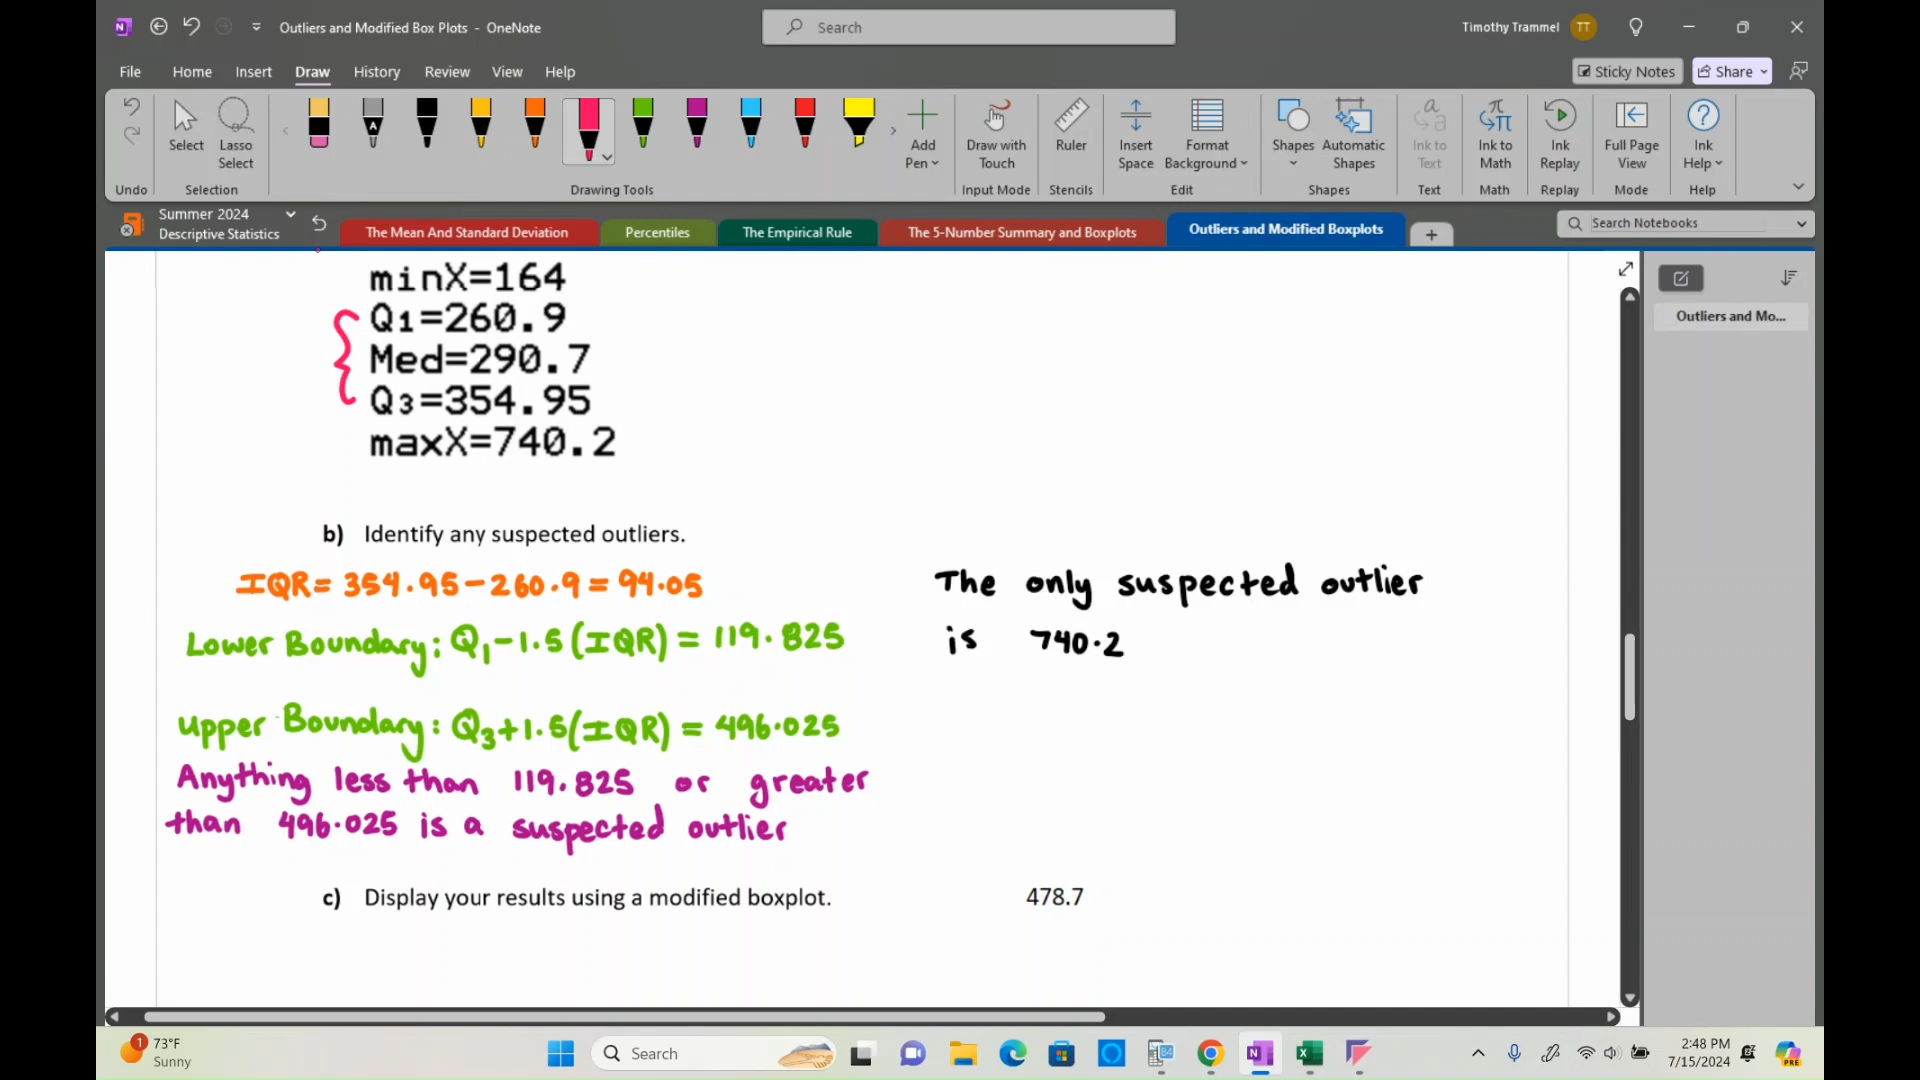 Outliers and Modified Box Plots - OneNote
Search
Timothy Trammel
TT
File Home Insert Draw History Review View Help
Sticky Notes
Share
Select
Lasso Select
Add Pen
Draw with Touch
Ruler
Insert Space
Format Background
Shapes
Automatic Shapes
Ink to Text
Ink to Math
Ink Replay
Full Page View
Ink Help
Undo Selection Drawing Tools Input Mode Stencils Edit Shapes Text Math Replay Mode Help
Summer 2024
Descriptive Statistics
The Mean And Standard Deviation
Percentiles
The Empirical Rule
The 5-Number Summary and Boxplots
Outliers and Modified Boxplots
Search Notebooks
Outliers and Mo...
minX=164
Q1=260.9
Med=290.7
Q3=354.95
maxX=740.2
b) Identify any suspected outliers.
IQR = 354.95 - 260.9 = 94.05
Lower Boundary: Q1 - 1.5 (IQR) = 119.825
Upper Boundary: Q3 + 1.5 (IQR) = 496.025
Anything less than 119.825 or greater
than 496.025 is a suspected outlier
The only suspected outlier
is 740.2
c) Display your results using a modified boxplot.
478.7
1
73°F
Sunny
Search
2:48 PM
7/15/2024
PRE